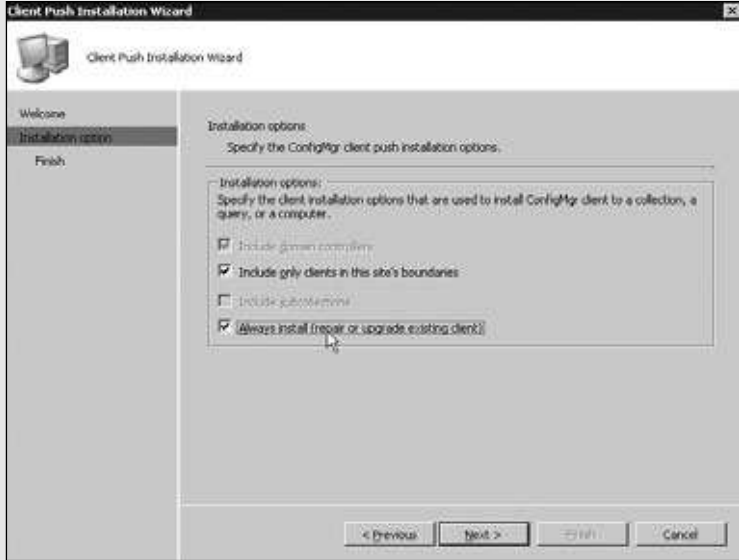 Client Push Installation Wizard
Client Push Installation Wizard
Welcome
Installation option
Finish
Installation options
Specify the ConfigMgr client push installation options.
Installation options:
Specify the client installation options that are used to install ConfigMgr client to a collection, a
query, or a computer.
Include domain controllers
Include only clients in this site's boundaries
Include subcollections
Always install (repair or upgrade existing client)
< Previous
Next >
Finish
Cancel